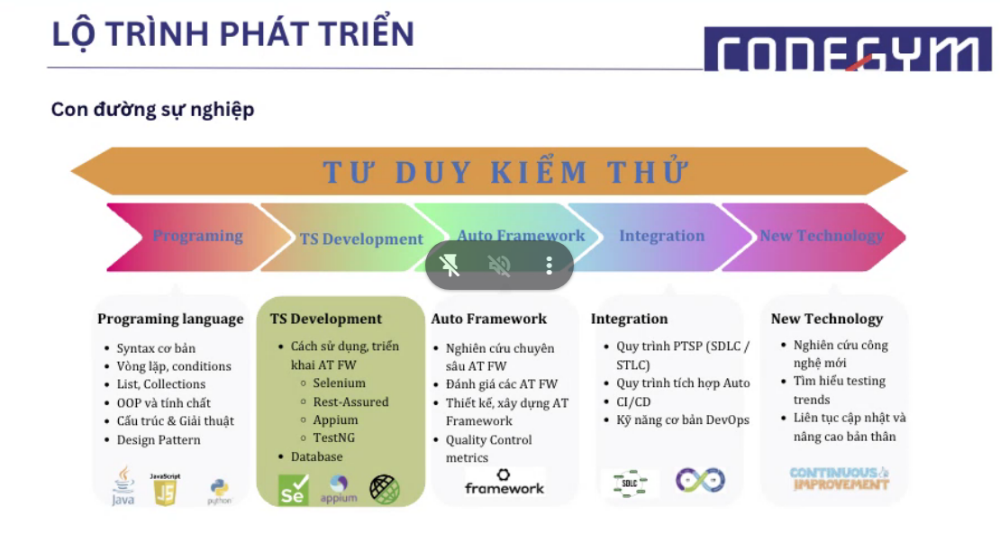 LỘ TRÌNH PHÁT TRIỂN
CODEGYM
Con đường sự nghiệp
TƯ DUY KIỂM THỬ
Programing
TS Development
Auto Framework
Integration
New Technology
Programing language
• Syntax cơ bản
• Vòng lặp, conditions
• List, Collections
• OOP và tính chất
• Cấu trúc & Giải thuật
• Design Pattern
Java
JavaScript
JS
python
TS Development
• Cách sử dụng, triển
khai AT FW
○ Selenium
○ Rest-Assured
○ Appium
○ TestNG
• Database
Se
appium
Auto Framework
• Nghiên cứu chuyên
sâu AT FW
• Đánh giá các AT FW
• Thiết kế, xây dựng AT
Framework
• Quality Control
metrics
framework
Integration
• Quy trình PTSP (SDLC /
STLC)
• Quy trình tích hợp Auto
• CI/CD
• Kỹ năng cơ bản DevOps
SDLC
New Technology
• Nghiên cứu công
nghệ mới
• Tìm hiểu testing
trends
• Liên tục cập nhật và
nâng cao bản thân
CONTINUOUS
IMPROVEMENT